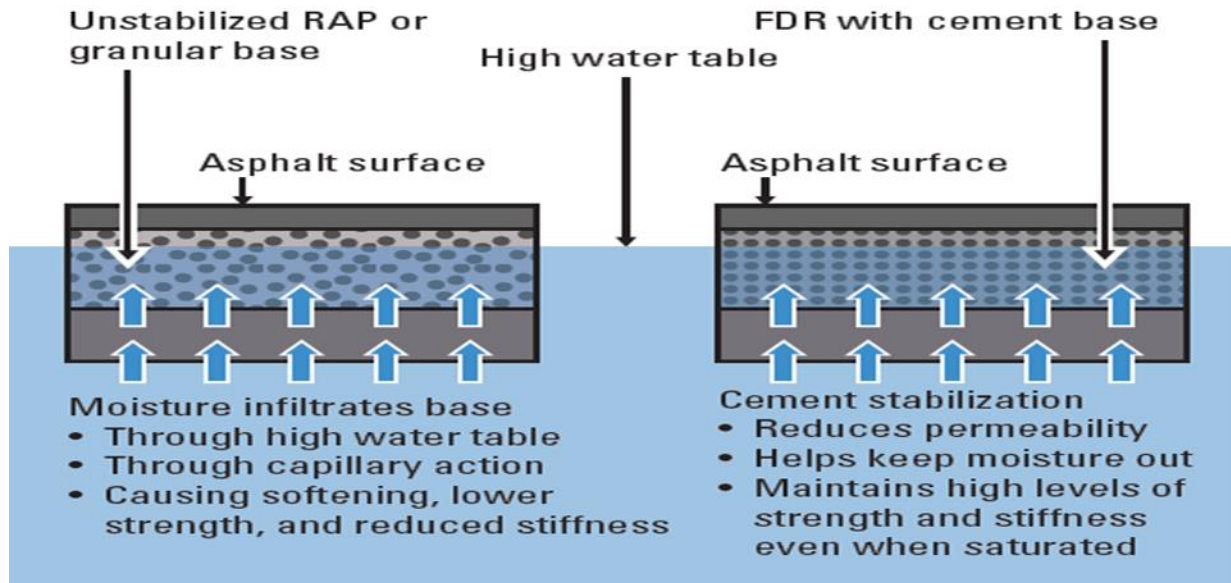 Unstabilized RAP or
granular base
High water table
FDR with cement base
Asphalt surface
Asphalt surface
Moisture infiltrates base
• Through high water table
• Through capillary action
• Causing softening, lower
strength, and reduced stiffness
Cement stabilization
• Reduces permeability
• Helps keep moisture out
• Maintains high levels of
strength and stiffness
even when saturated